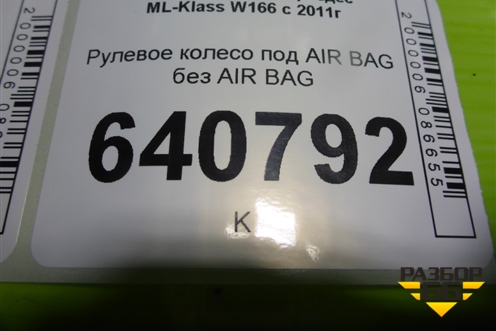 ML-Klass W166 с 2011г
Рулевое колесо под AIR BAG
без AIR BAG
640792
К
2000006086655
РАЗБОР